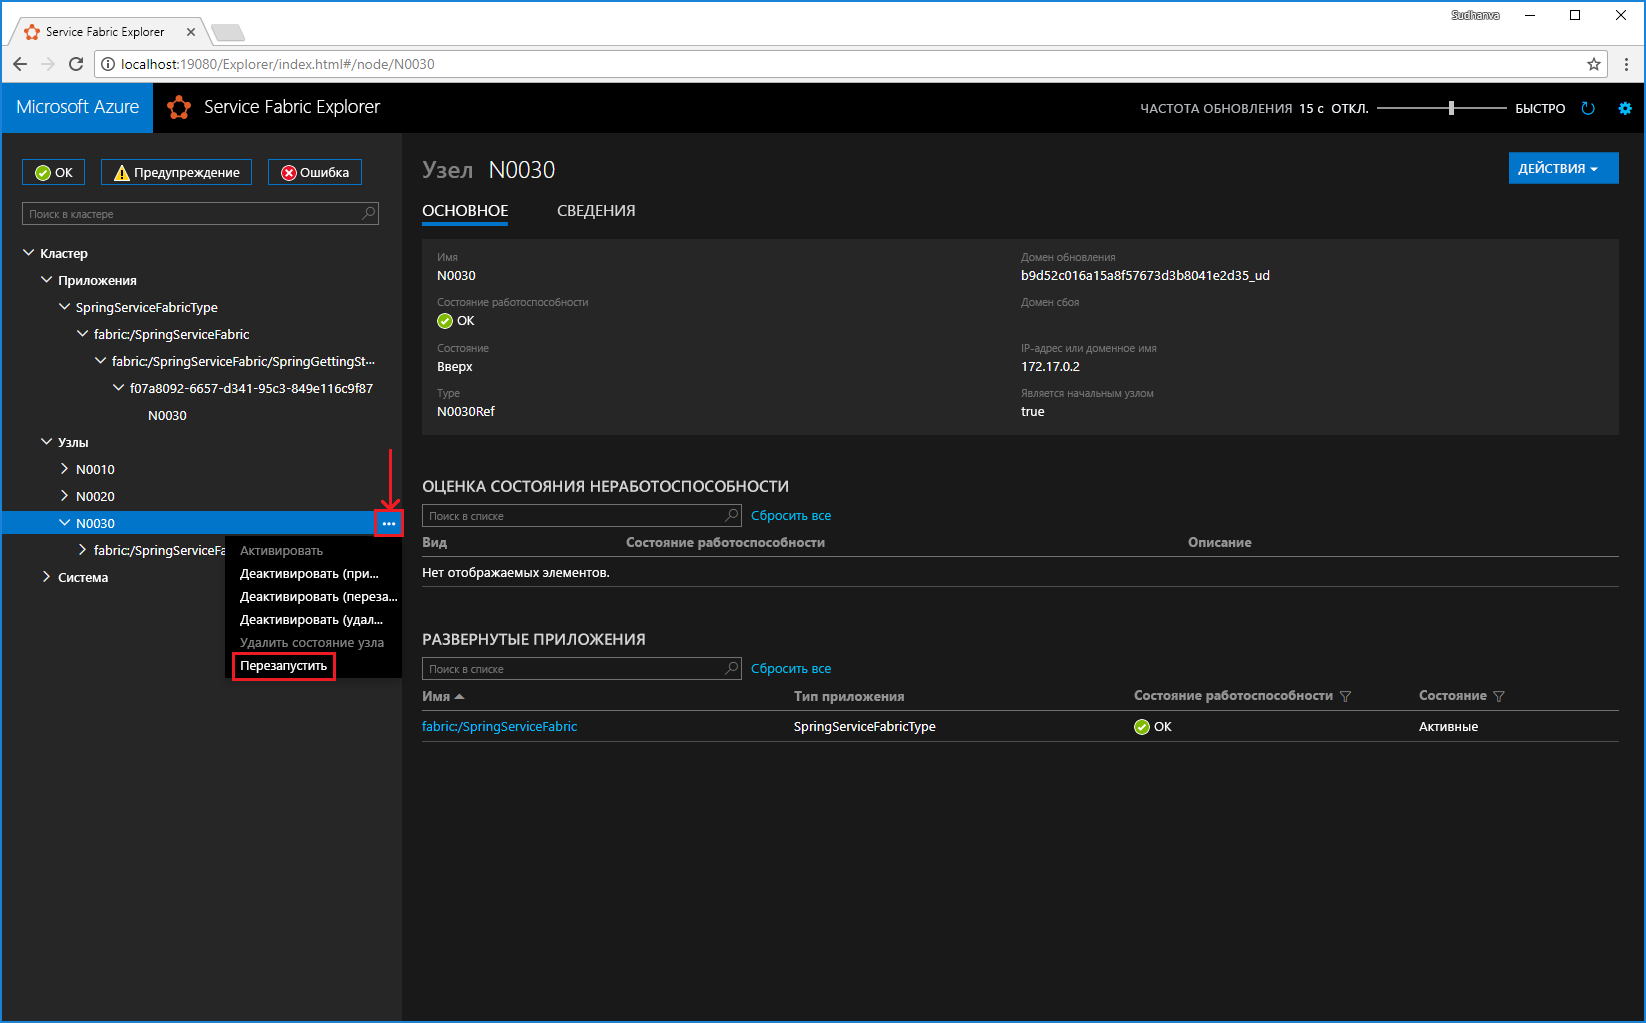 Sudhanva
Service Fabric Explorer
localhost:19080/Explorer/index.html#/node/N0030
Microsoft Azure
Service Fabric Explorer
ЧАСТОТА ОБНОВЛЕНИЯ 15 с ОТКЛ. БЫСТРО
OK
Предупреждение
Ошибка
Поиск в кластере
Кластер
Приложения
SpringServiceFabricType
fabric:/SpringServiceFabric
fabric:/SpringServiceFabric/SpringGettingSt···
f07a8092-6657-d341-95c3-849e116c9f87
N0030
Узлы
N0010
N0020
N0030
fabric:/SpringServiceFa
Система
Активировать
Деактивировать (при...
Деактивировать (переза...
Деактивировать (удал...
Удалить состояние узла
Перезапустить
Узел N0030
ДЕЙСТВИЯ
ОСНОВНОЕ
СВЕДЕНИЯ
Имя
N0030
Состояние работоспособности
OK
Состояние
Вверх
Type
N0030Ref
Домен обновления
b9d52c016a15a8f57673d3b8041e2d35_ud
Домен сбоя
IP-адрес или доменное имя
172.17.0.2
Является начальным узлом
true
ОЦЕНКА СОСТОЯНИЯ НЕРАБОТОСПОСОБНОСТИ
Поиск в списке
Сбросить все
Вид Состояние работоспособности Описание
Нет отображаемых элементов.
РАЗВЕРНУТЫЕ ПРИЛОЖЕНИЯ
Поиск в списке
Сбросить все
Имя Тип приложения Состояние работоспособности Состояние
fabric:/SpringServiceFabric SpringServiceFabricType OK Активные